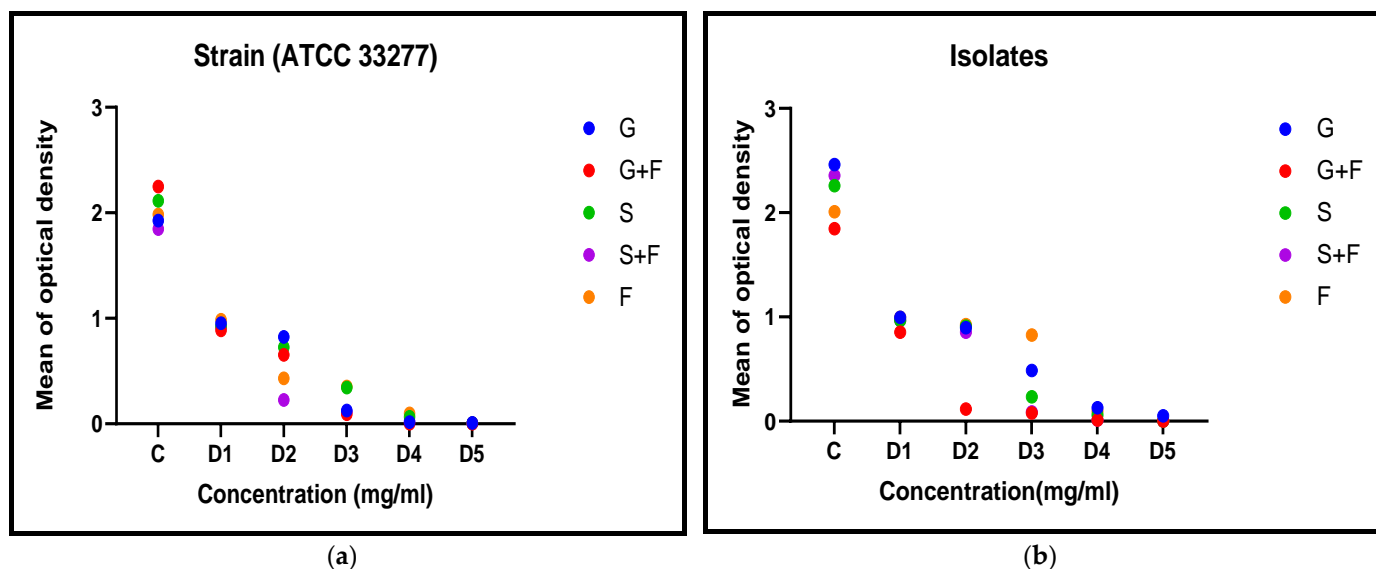 Strain (ATCC 33277)
Mean of optical density
3
2
1
0
C D1 D2 D3 D4 D5
Concentration (mg/ml)
G
G+F
S
S+F
F
(a)
Isolates
Mean of optical density
3
2
1
0
C D1 D2 D3 D4 D5
Concentration(mg/ml)
G
G+F
S
S+F
F
(b)